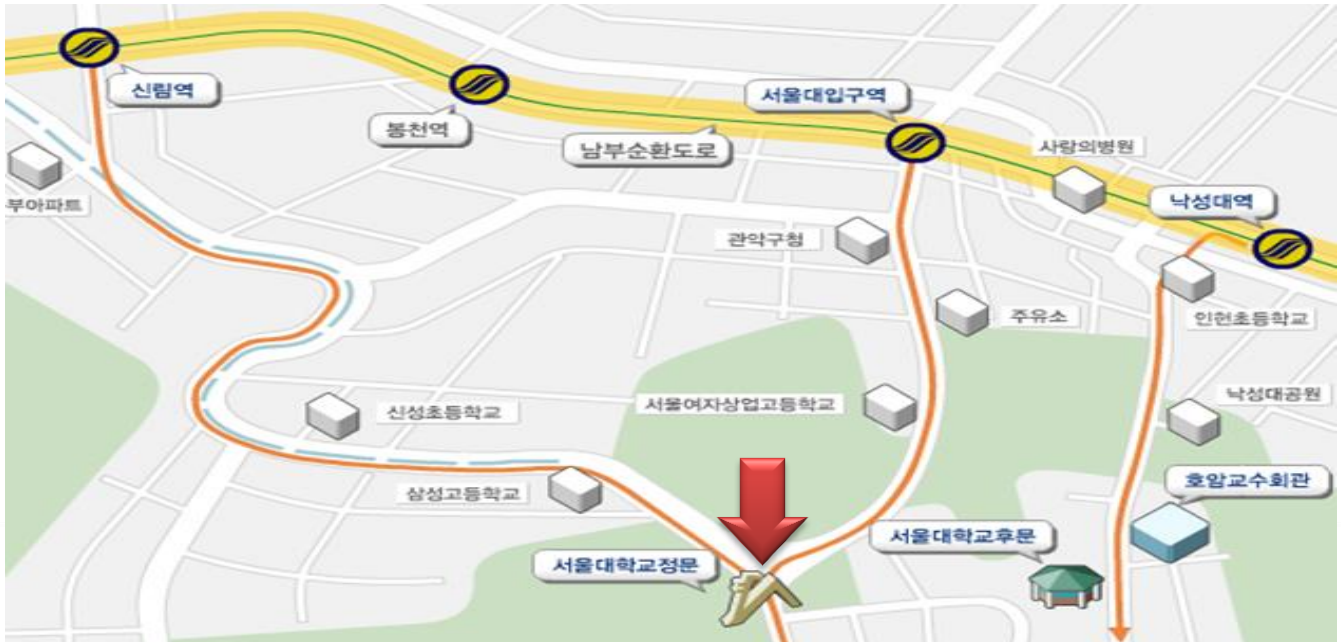 신림역
봉천역
서울대입구역
남부순환도로
사랑의병원
낙성대역
부아파트
관악구청
주유소
인헌초등학교
신성초등학교
서울여자상업고등학교
낙성대공원
삼성고등학교
호암교수회관
서울대학교정문
서울대학교후문